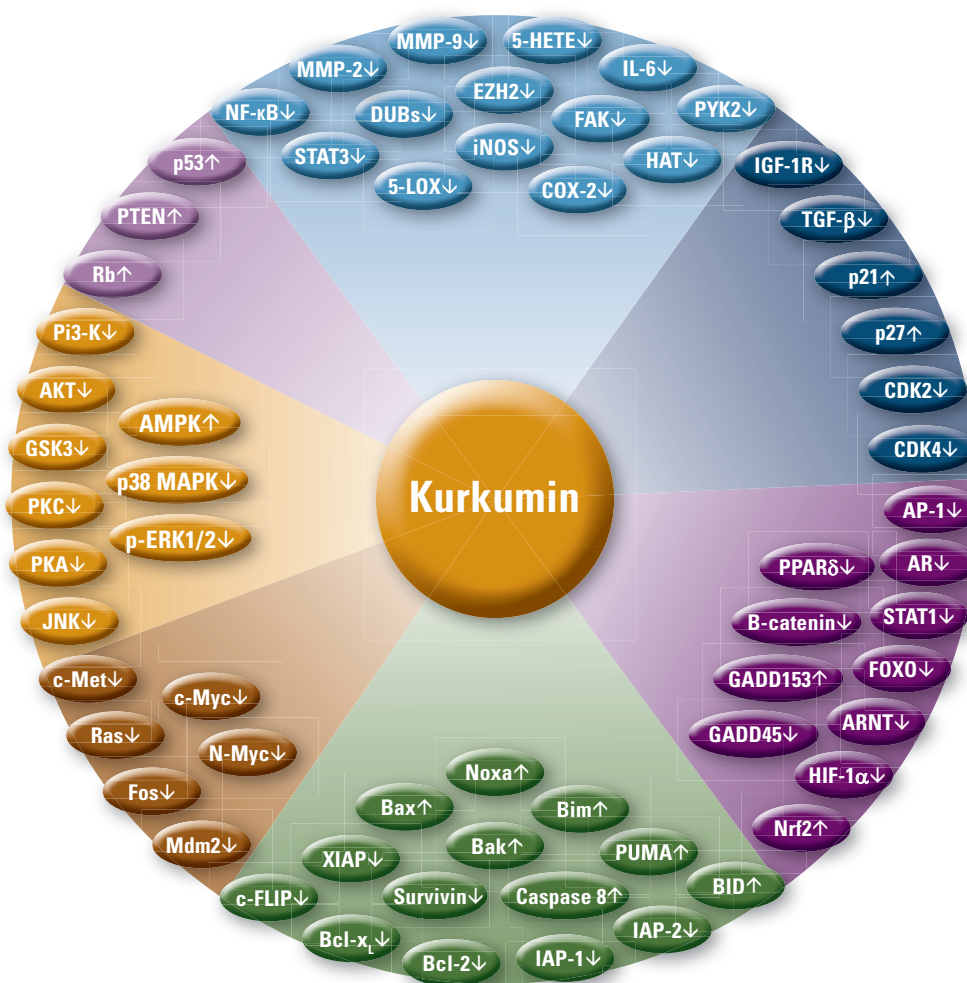 MMP-9↓
5-HETE↓
MMP-2↓
IL-6↓
EZH2↓
NF-κB↓
DUBs↓
FAK↓
PYK2↓
STAT3↓
iNOS↓
HAT↓
5-LOX↓
COX-2↓
IGF-1R↓
TGF-β↓
p21↑
p27↑
CDK2↓
CDK4↓
AP-1↓
PPARδ↓
AR↓
B-catenin↓
STAT1↓
GADD153↑
FOXO↓
GADD45↓
ARNT↓
HIF-1α↓
Nrf2↑
Noxa↑
Bax↑
Bim↑
XIAP↓
Bak↑
PUMA↑
c-FLIP↓
Survivin↓
Caspase 8↑
BID↑
Bcl-xL↓
Bcl-2↓
IAP-1↓
IAP-2↓
c-Met↓
c-Myc↓
Ras↓
N-Myc↓
Fos↓
Mdm2↓
Pi3-K↓
AKT↓
AMPK↑
GSK3↓
p38 MAPK↓
PKC↓
p-ERK1/2↓
PKA↓
JNK↓
p53↑
PTEN↑
Rb↑
Kurkumin